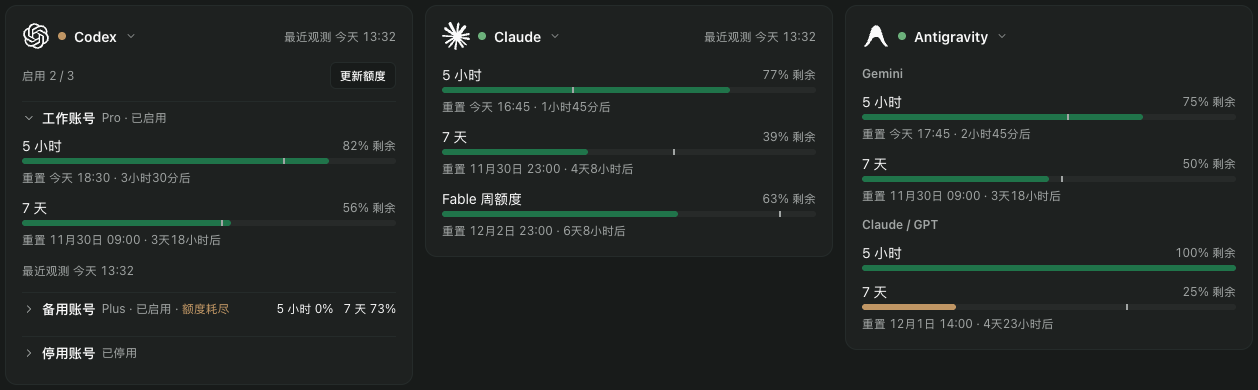 Codex
最近观测 今天 13:32
启用 2 / 3
更新额度
工作账号 Pro · 已启用
5 小时 82% 剩余
重置 今天 18:30 · 3小时30分后
7 天 56% 剩余
重置 11月30日 09:00 · 3天18小时后
最近观测 今天 13:32
备用账号 Plus · 已启用 · 额度耗尽 5 小时 0% 7 天 73%
停用账号 已停用
Claude
最近观测 今天 13:32
5 小时 77% 剩余
重置 今天 16:45 · 1小时45分后
7 天 39% 剩余
重置 11月30日 23:00 · 4天8小时后
Fable 周额度 63% 剩余
重置 12月2日 23:00 · 6天8小时后
Antigravity
Gemini
5 小时 75% 剩余
重置 今天 17:45 · 2小时45分后
7 天 50% 剩余
重置 11月30日 09:00 · 3天18小时后
Claude / GPT
5 小时 100% 剩余
7 天 25% 剩余
重置 12月1日 14:00 · 4天23小时后